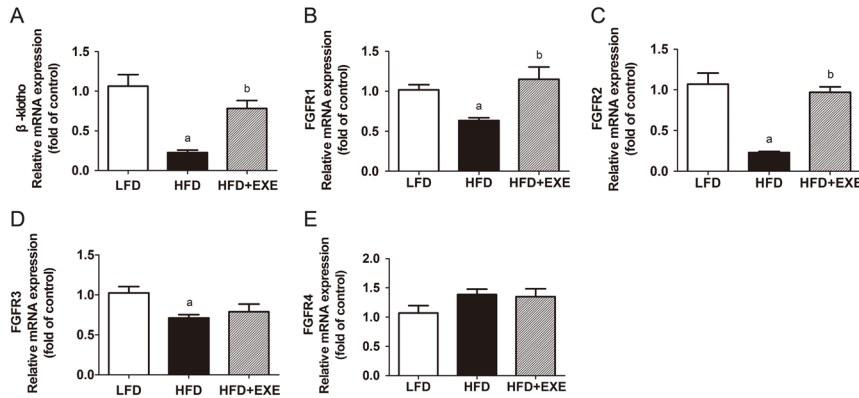 A
β -klotho
Relative mRNA expression
(fold of control)
1.5
1.0
0.5
0.0
a
b
LFD
HFD
HFD+EXE
B
FGFR1
Relative mRNA expression
(fold of control)
1.5
1.0
0.5
0.0
a
b
LFD
HFD
HFD+EXE
C
FGFR2
Relative mRNA expression
(fold of control)
1.5
1.0
0.5
0.0
a
b
LFD
HFD
HFD+EXE
D
FGFR3
Relative mRNA expression
(fold of control)
1.5
1.0
0.5
0.0
a
LFD
HFD
HFD+EXE
E
FGFR4
Relative mRNA expression
(fold of control)
2.0
1.5
1.0
0.5
0.0
LFD
HFD
HFD+EXE